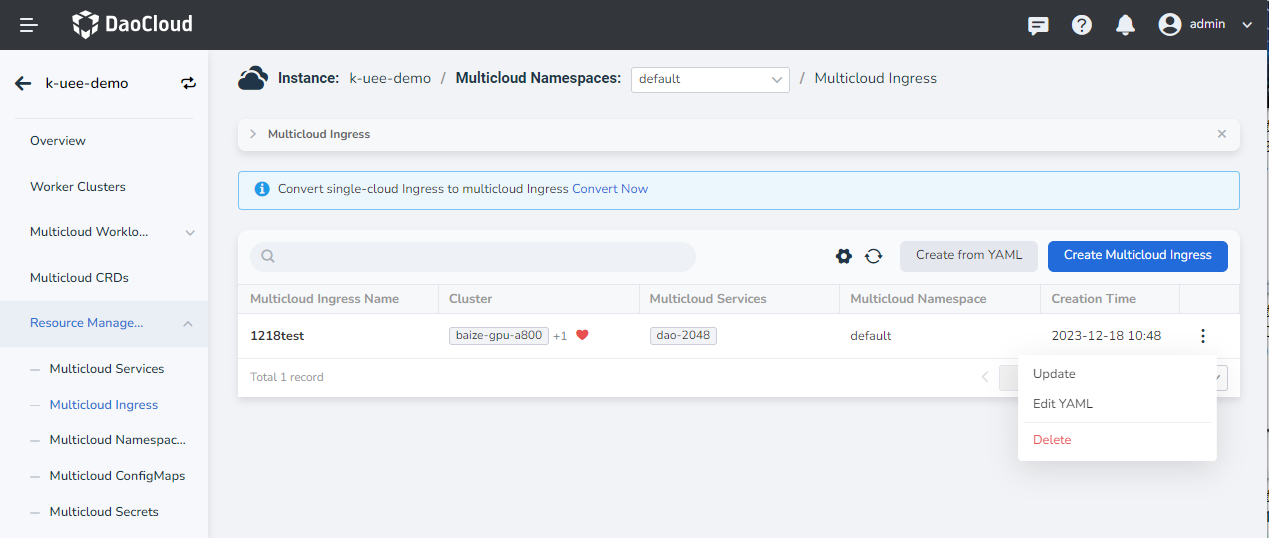 DaoCloud
admin
k-uee-demo
Instance: k-uee-demo / Multicloud Namespaces: default / Multicloud Ingress
Overview
Worker Clusters
Multicloud Worklo...
Multicloud CRDs
Resource Manage...
Multicloud Services
Multicloud Ingress
Multicloud Namespac...
Multicloud ConfigMaps
Multicloud Secrets
Multicloud Ingress
Convert single-cloud Ingress to multicloud Ingress Convert Now
Create from YAML
Create Multicloud Ingress
Multicloud Ingress Name Cluster Multicloud Services Multicloud Namespace Creation Time
1218test baize-gpu-a800 +1 dao-2048 default 2023-12-18 10:48
Total 1 record
Update
Edit YAML
Delete